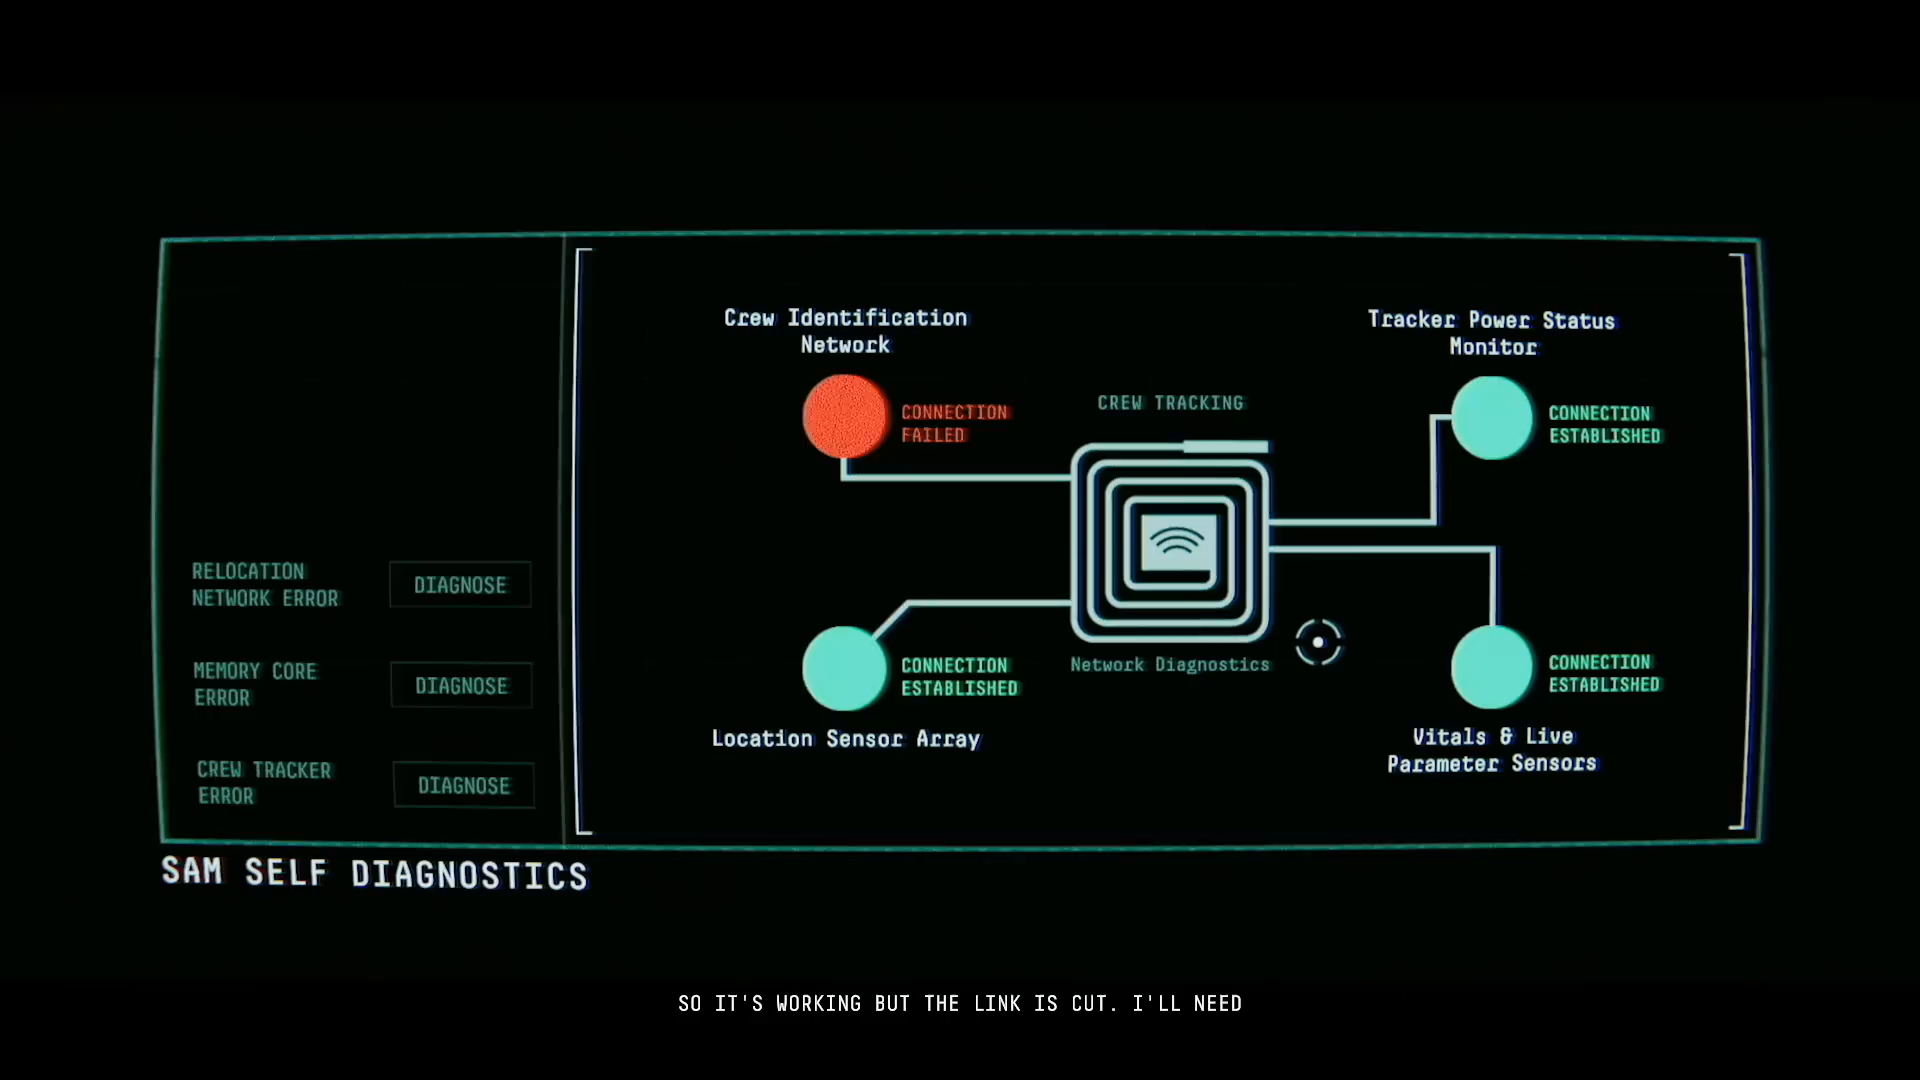 Crew Identification
Network
CONNECTION
FAILED
Tracker Power Status
Monitor
CONNECTION
ESTABLISHED
CREW TRACKING
Network Diagnostics
CONNECTION
ESTABLISHED
Location Sensor Array
CONNECTION
ESTABLISHED
Vitals & Live
Parameter Sensors
RELOCATION
NETWORK ERROR
DIAGNOSE
MEMORY CORE
ERROR
DIAGNOSE
CREW TRACKER
ERROR
DIAGNOSE
SAM SELF DIAGNOSTICS
SO IT'S WORKING BUT THE LINK IS CUT. I'LL NEED